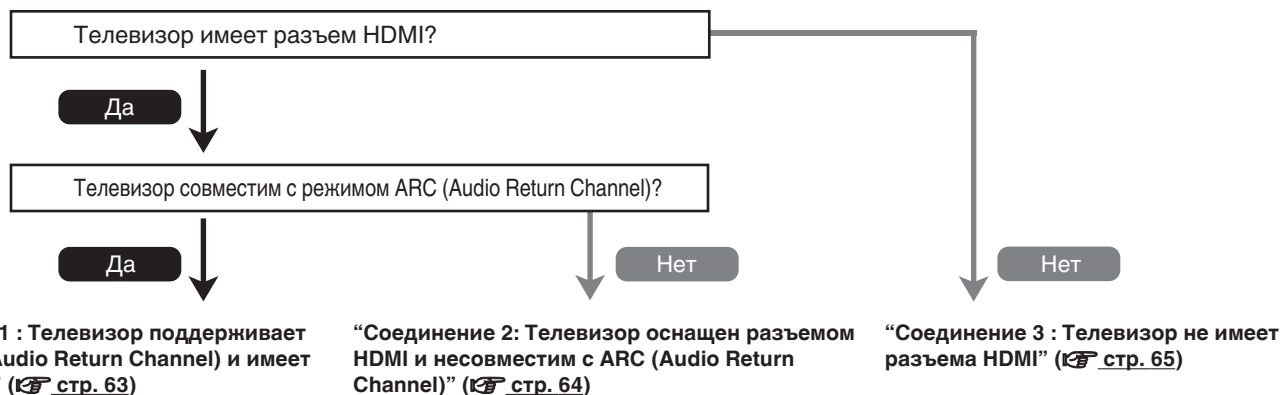 Телевизор имеет разъем HDMI?
Да
Телевизор совместим с режимом ARC (Audio Return Channel)?
Да
Нет
Нет
1 : Телевизор поддерживает
Audio Return Channel) и имеет
” (☞ стр. 63)
“Соединение 2: Телевизор оснащен разъемом
HDMI и несовместим с ARC (Audio Return
Channel)” (☞ стр. 64)
“Соединение 3 : Телевизор не имеет
разъема HDMI” (☞ стр. 65)